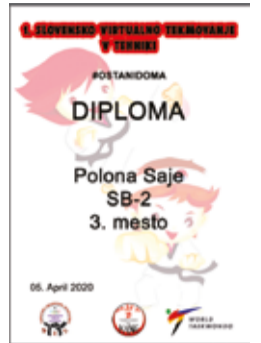 1. SLOVENSKO VIRTUALNO TEKMOVANJE
V TEHNIKI
#OSTANIDOMA
DIPLOMA
Polona Saje
SB-2
3. mesto
05. April 2020
WORLD
TAEKWONDO